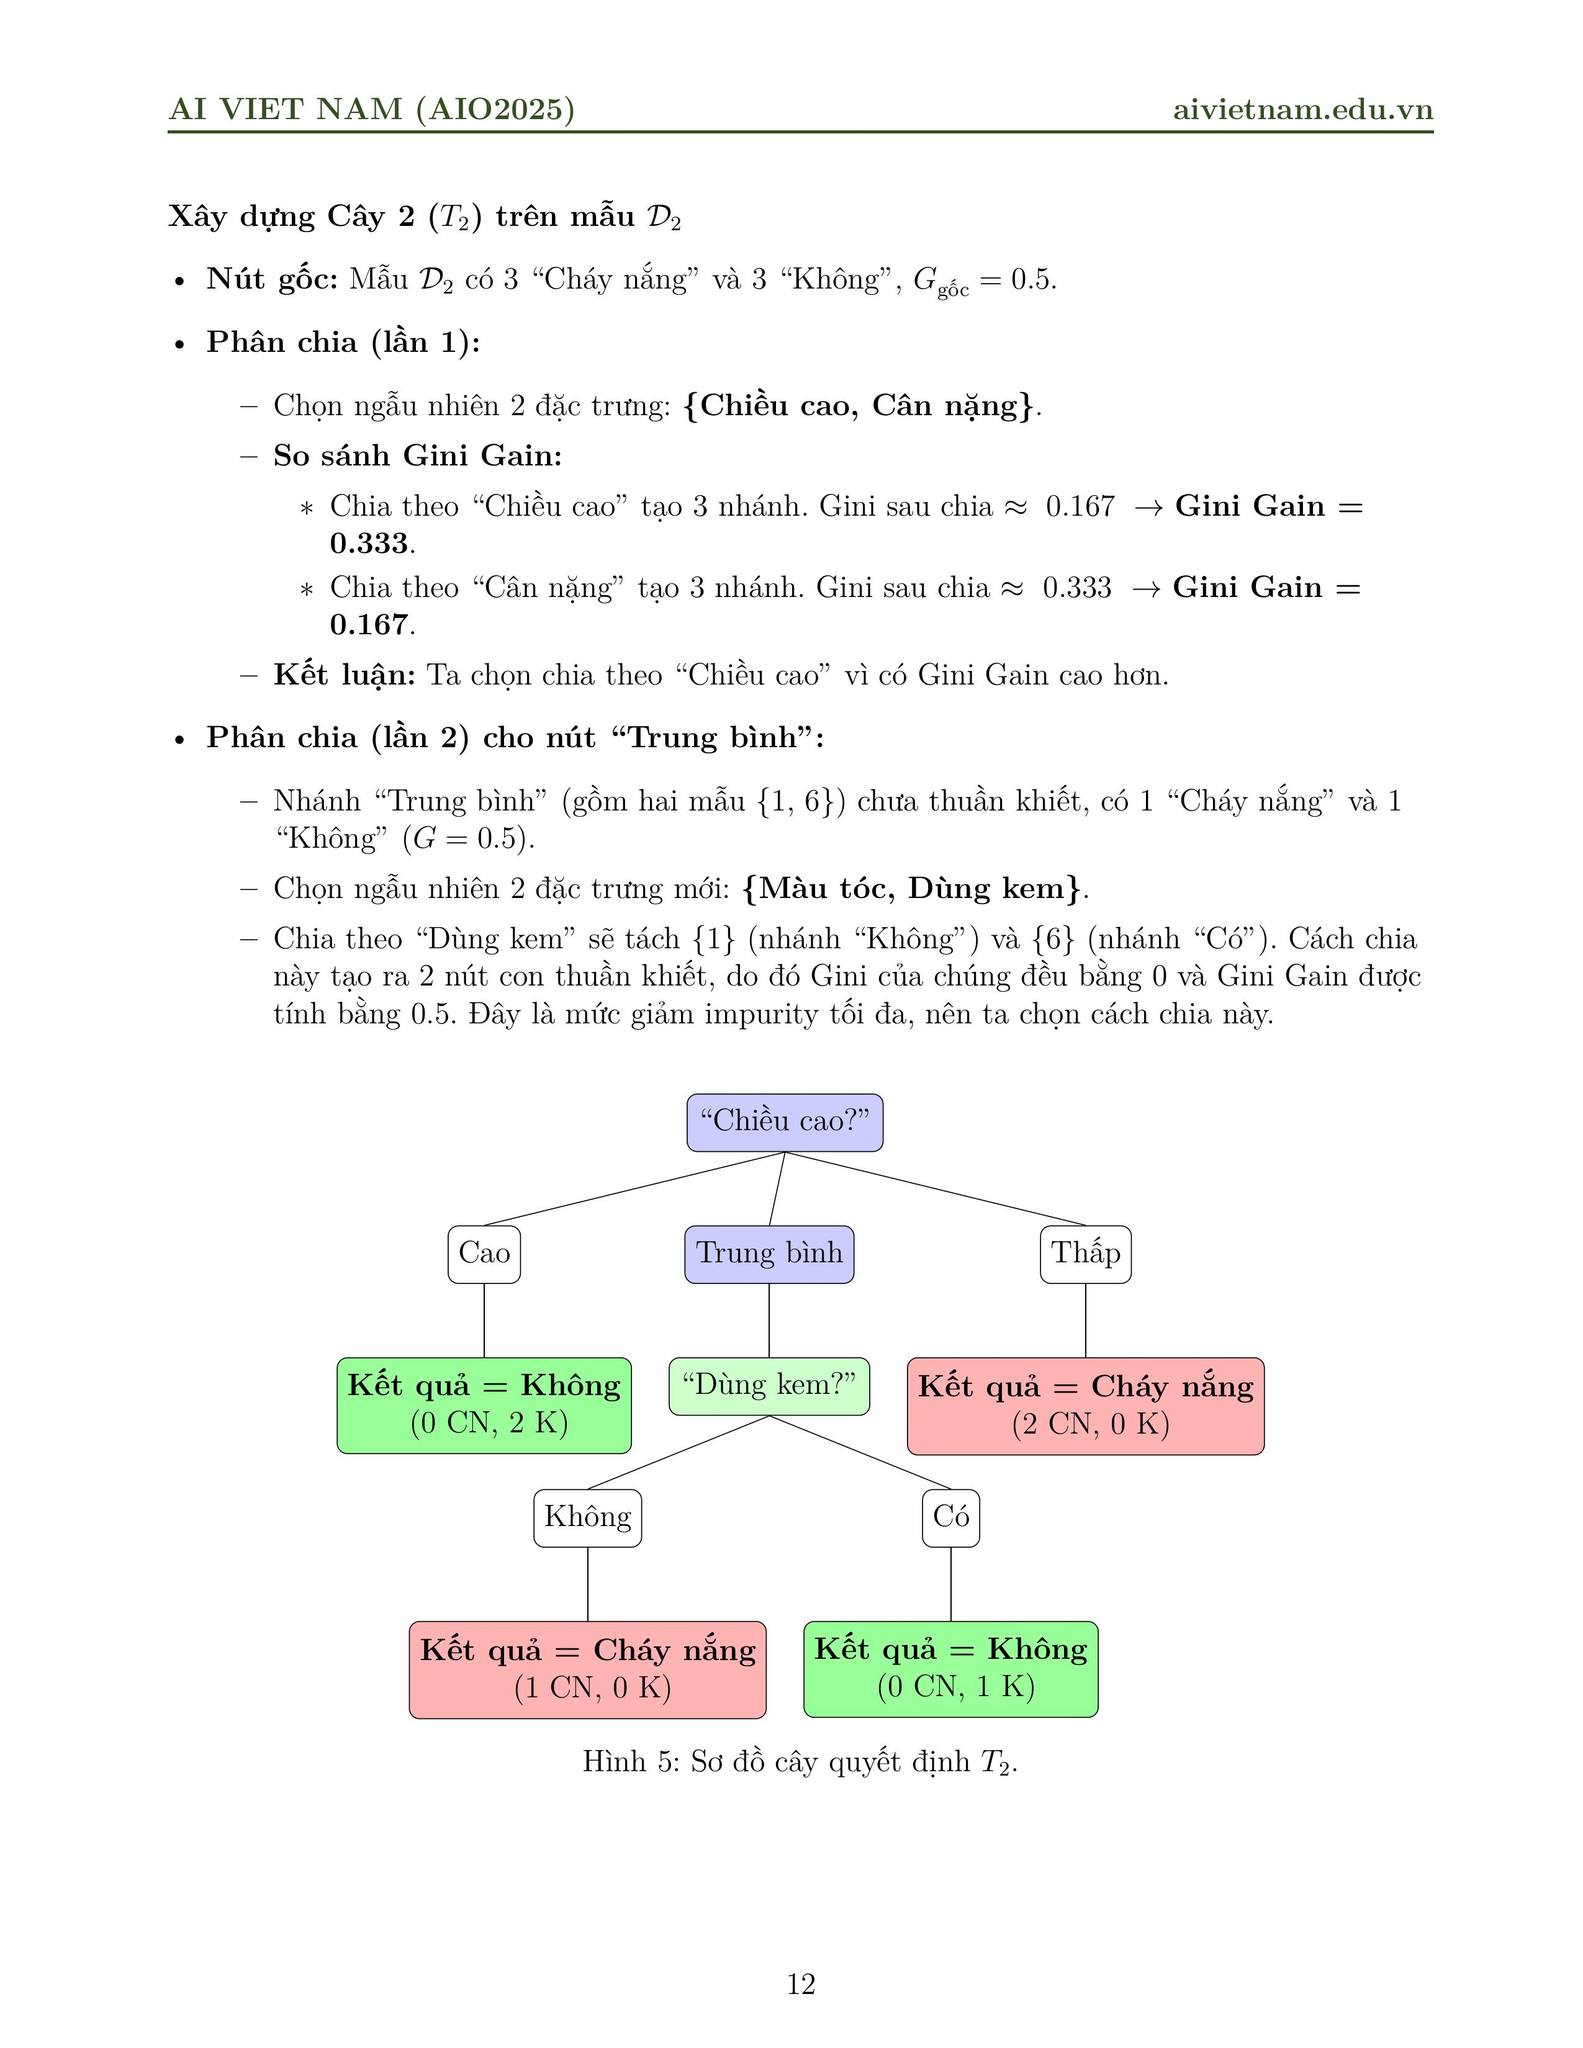 AI VIET NAM (AIO2025) aivietnam.edu.vn
Xây dựng Cây 2 (T₂) trên mẫu 𝒟₂
• Nút gốc: Mẫu 𝒟₂ có 3 “Cháy nắng” và 3 “Không”, G_gốc = 0.5.
• Phân chia (lần 1):
– Chọn ngẫu nhiên 2 đặc trưng: {Chiều cao, Cân nặng}.
– So sánh Gini Gain:
∗ Chia theo “Chiều cao” tạo 3 nhánh. Gini sau chia ≈ 0.167 → Gini Gain =
0.333.
∗ Chia theo “Cân nặng” tạo 3 nhánh. Gini sau chia ≈ 0.333 → Gini Gain =
0.167.
– Kết luận: Ta chọn chia theo “Chiều cao” vì có Gini Gain cao hơn.
• Phân chia (lần 2) cho nút “Trung bình”:
– Nhánh “Trung bình” (gồm hai mẫu {1, 6}) chưa thuần khiết, có 1 “Cháy nắng” và 1
“Không” (G = 0.5).
– Chọn ngẫu nhiên 2 đặc trưng mới: {Màu tóc, Dùng kem}.
– Chia theo “Dùng kem” sẽ tách {1} (nhánh “Không”) và {6} (nhánh “Có”). Cách chia
này tạo ra 2 nút con thuần khiết, do đó Gini của chúng đều bằng 0 và Gini Gain được
tính bằng 0.5. Đây là mức giảm impurity tối đa, nên ta chọn cách chia này.
“Chiều cao?”
Cao
Trung bình
Thấp
Kết quả = Không
(0 CN, 2 K)
“Dùng kem?”
Kết quả = Cháy nắng
(2 CN, 0 K)
Không
Có
Kết quả = Cháy nắng
(1 CN, 0 K)
Kết quả = Không
(0 CN, 1 K)
Hình 5: Sơ đồ cây quyết định T₂.
12